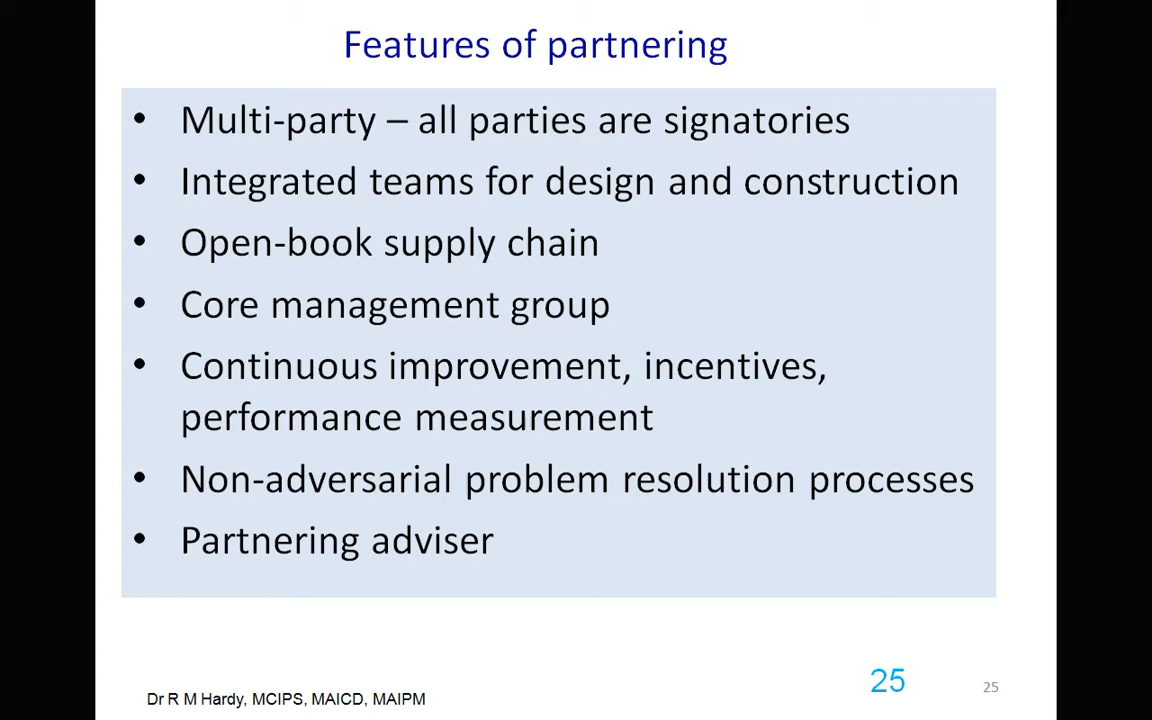 Features of partnering
• Multi-party – all parties are signatories
• Integrated teams for design and construction
• Open-book supply chain
• Core management group
• Continuous improvement, incentives,
performance measurement
• Non-adversarial problem resolution processes
• Partnering adviser
25
25
Dr R M Hardy, MCIPS, MAICD, MAIPM